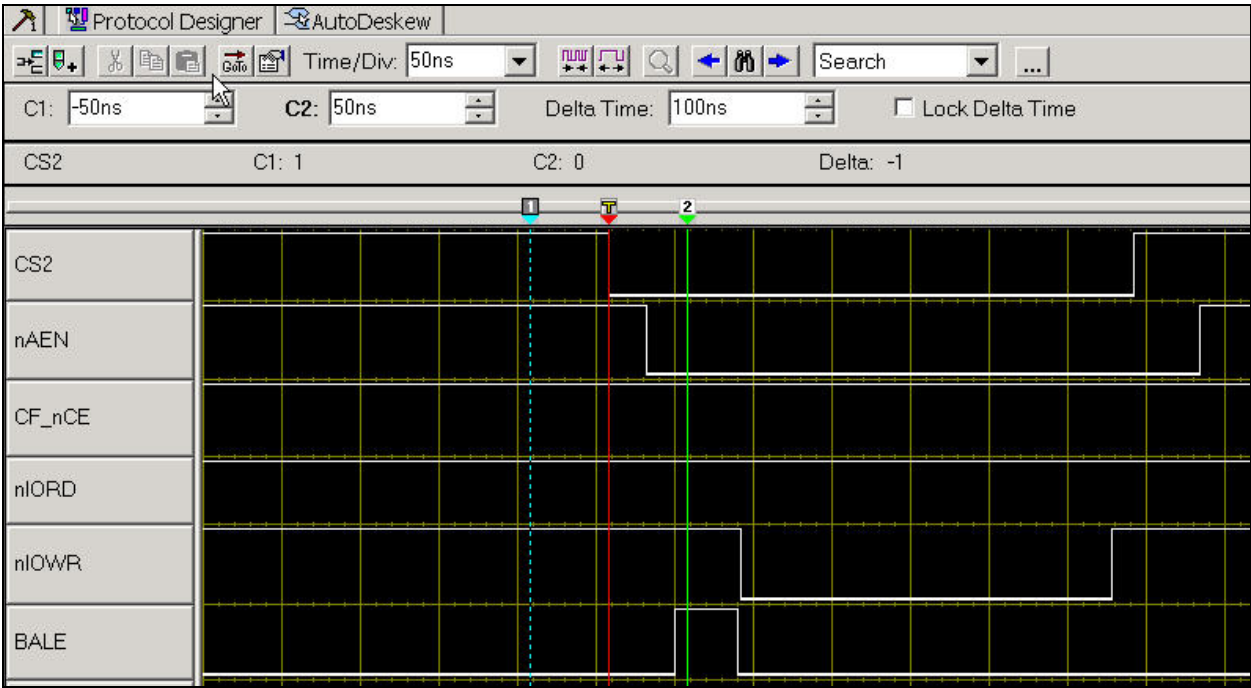 Protocol Designer AutoDeskew
GoTo Time/Div: 50ns Search ...
C1: -50ns C2: 50ns Delta Time: 100ns Lock Delta Time
CS2 C1: 1 C2: 0 Delta: -1
1 T 2
CS2
nAEN
CF_nCE
nIORD
nIOWR
BALE